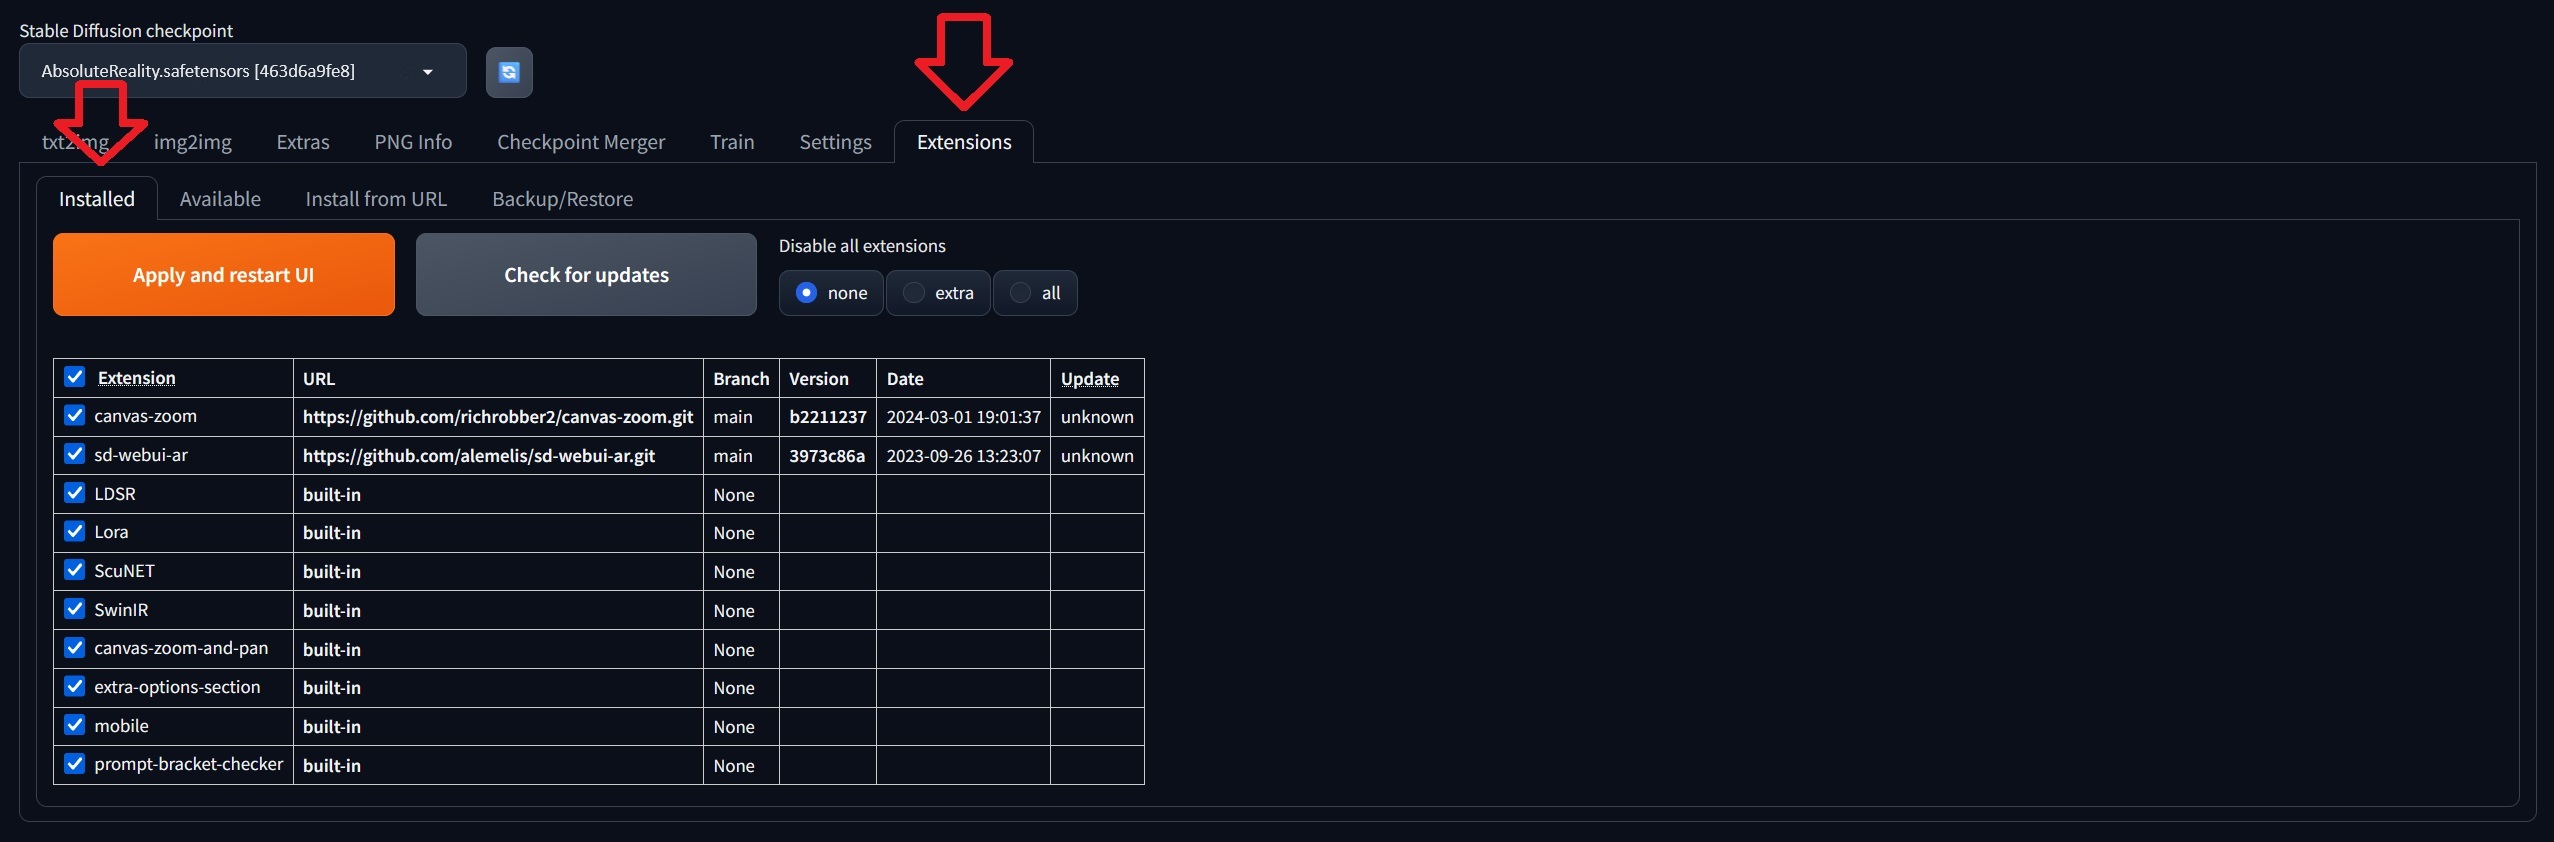 Stable Diffusion checkpoint
AbsoluteReality.safetensors [463d6a9fe8]
txt2img img2img Extras PNG Info Checkpoint Merger Train Settings Extensions
Installed Available Install from URL Backup/Restore
Apply and restart UI Check for updates
Disable all extensions
none extra all
Extension URL Branch Version Date Update
canvas-zoom https://github.com/richrobber2/canvas-zoom.git main b2211237 2024-03-01 19:01:37 unknown
sd-webui-ar https://github.com/alemelis/sd-webui-ar.git main 3973c86a 2023-09-26 13:23:07 unknown
LDSR built-in None
Lora built-in None
ScuNET built-in None
SwinIR built-in None
canvas-zoom-and-pan built-in None
extra-options-section built-in None
mobile built-in None
prompt-bracket-checker built-in None